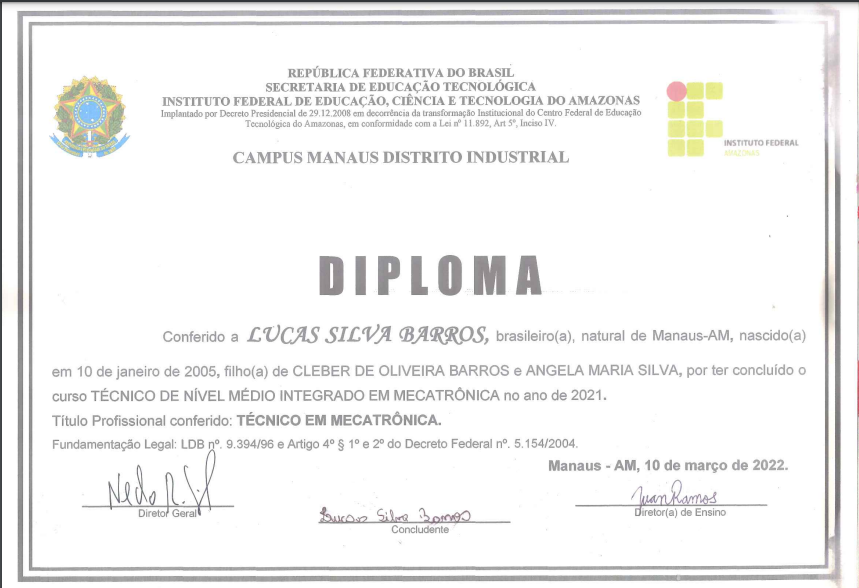 REPÚBLICA FEDERATIVA DO BRASIL
SECRETARIA DE EDUCAÇÃO TECNOLÓGICA
INSTITUTO FEDERAL DE EDUCAÇÃO, CIÊNCIA E TECNOLOGIA DO AMAZONAS
Implantado por Decreto Presidencial de 29.12.2008 em decorrência da transformação Institucional do Centro Federal de Educação
Tecnológica do Amazonas, em conformidade com a Lei nº 11.892, Art 5º, Inciso IV.
INSTITUTO FEDERAL
AMAZONAS
CAMPUS MANAUS DISTRITO INDUSTRIAL
DIPLOMA
Conferido a LUCAS SILVA BARROS, brasileiro(a), natural de Manaus-AM, nascido(a)
em 10 de janeiro de 2005, filho(a) de CLEBER DE OLIVEIRA BARROS e ANGELA MARIA SILVA, por ter concluído o
curso TÉCNICO DE NÍVEL MÉDIO INTEGRADO EM MECATRÔNICA no ano de 2021.
Título Profissional conferido: TÉCNICO EM MECATRÔNICA.
Fundamentação Legal: LDB nº. 9.394/96 e Artigo 4º § 1º e 2º do Decreto Federal nº. 5.154/2004.
Manaus - AM, 10 de março de 2022.
Diretor Geral
Lucas Silva Barros
Concludente
Juan Ramos
Diretor(a) de Ensino